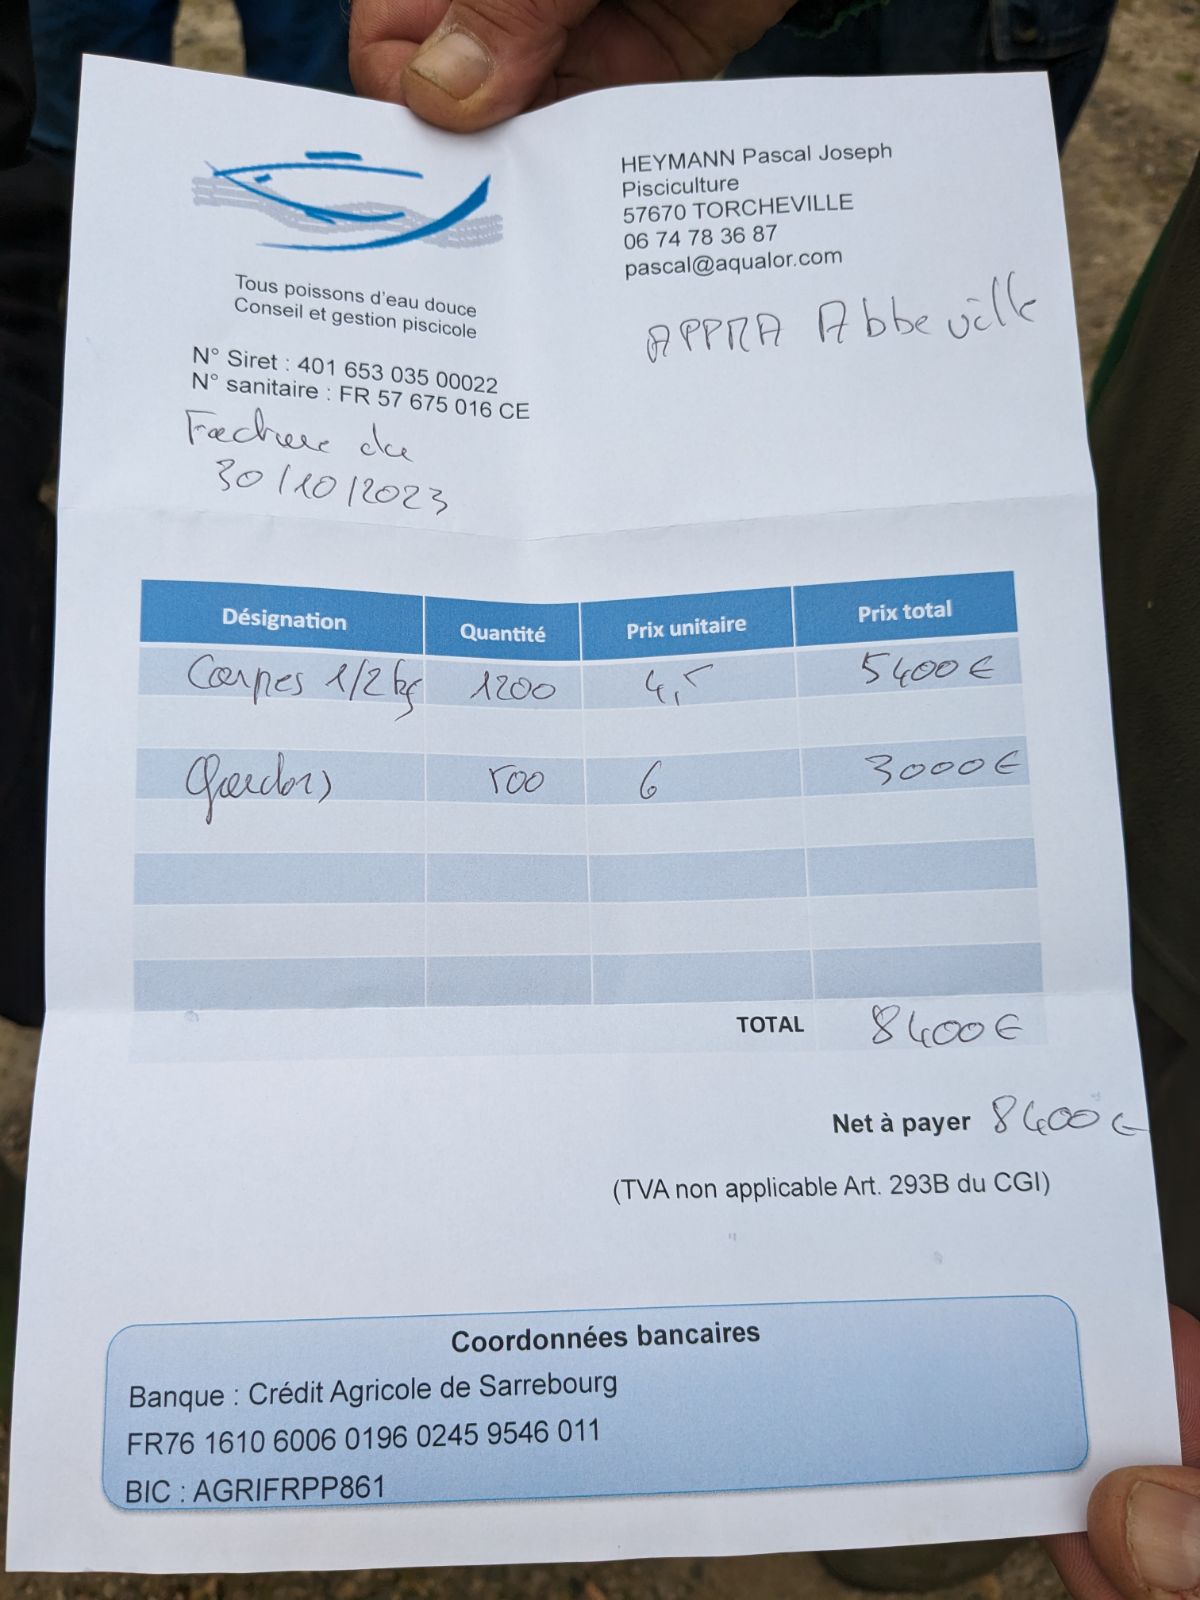 HEYMANN Pascal Joseph
Pisciculture
57670 TORCHEVILLE
06 74 78 36 87
pascal@aqualor.com
APPMA Abbeville
Tous poissons d'eau douce
Conseil et gestion piscicole
N° Siret : 401 653 035 00022
N° sanitaire : FR 57 675 016 CE
Facture du
30/10/2023
Désignation Quantité Prix unitaire Prix total
Carpes 1/2 kg 1200 4,5 5400 €
Gardons 500 6 3000 €
TOTAL 8400 €
Net à payer 8400 €
(TVA non applicable Art. 293B du CGI)
Coordonnées bancaires
Banque : Crédit Agricole de Sarrebourg
FR76 1610 6006 0196 0245 9546 011
BIC : AGRIFRPP861